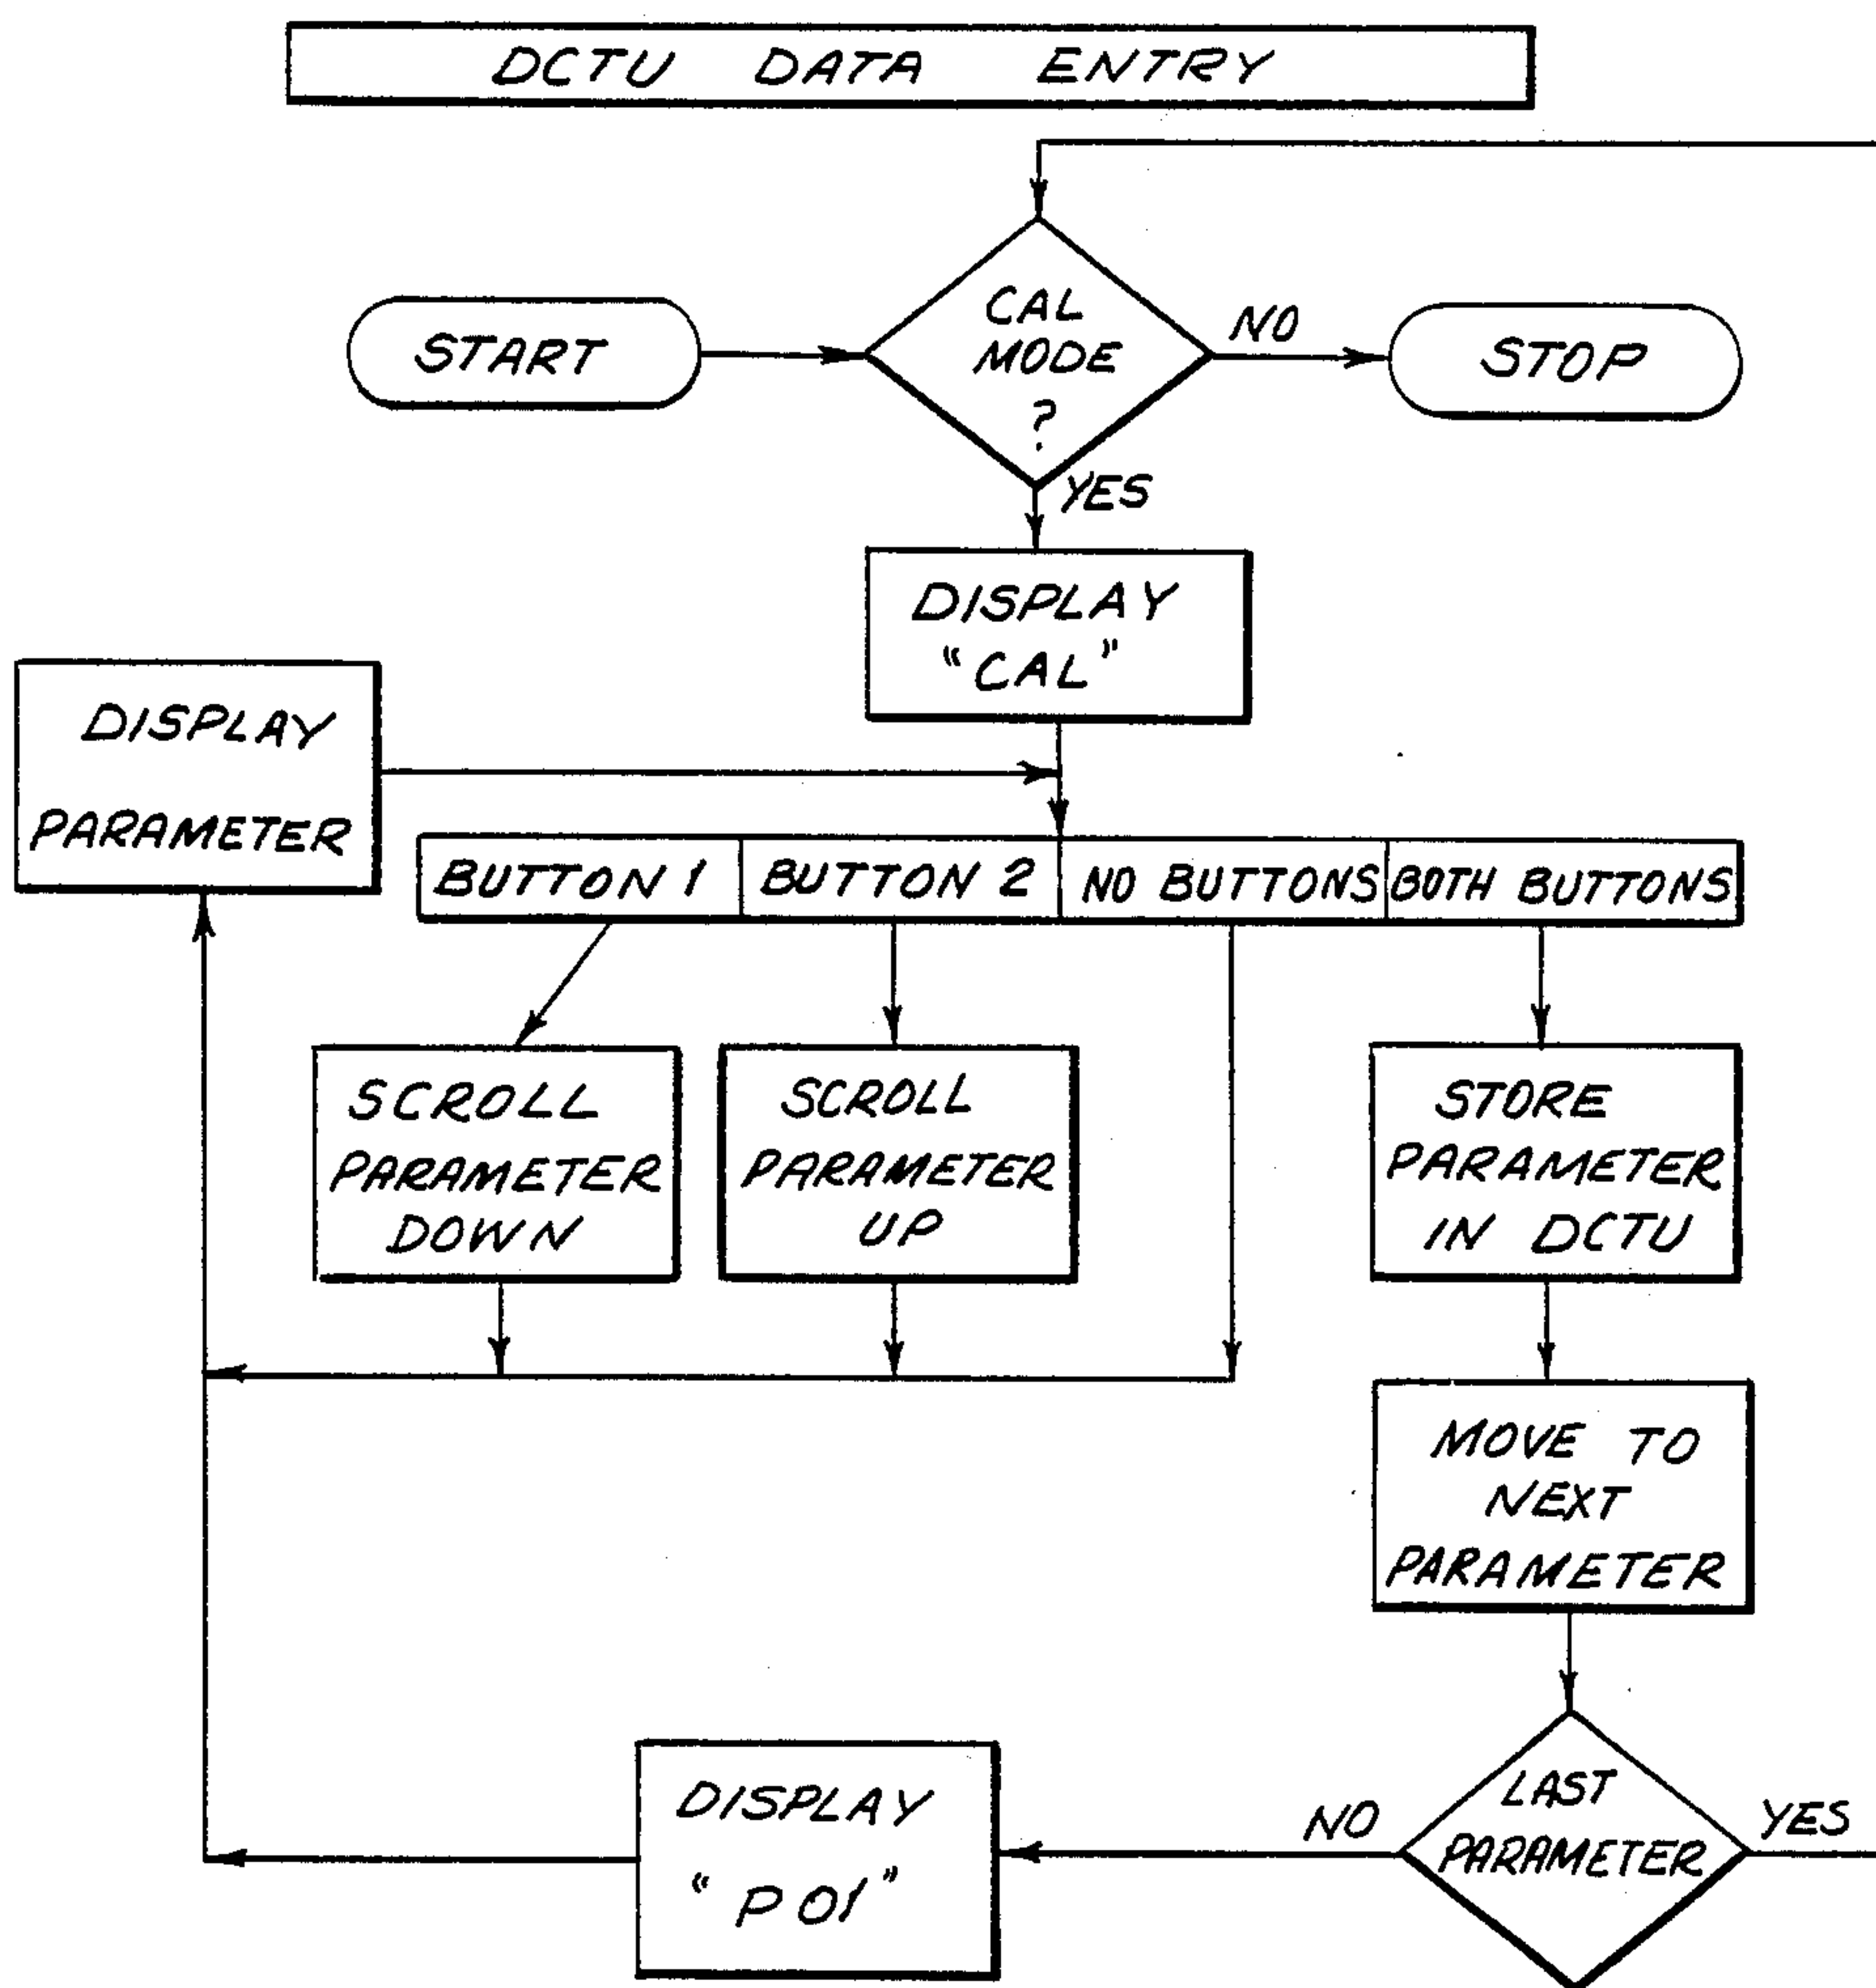 DCTU DATA ENTRY
START
CAL
MODE
?
NO
STOP
YES
DISPLAY
"CAL"
DISPLAY
PARAMETER
BUTTON 1
BUTTON 2
NO BUTTONS
BOTH BUTTONS
SCROLL
PARAMETER
DOWN
SCROLL
PARAMETER
UP
STORE
PARAMETER
IN DCTU
MOVE TO
NEXT
PARAMETER
LAST
PARAMETER
NO
YES
DISPLAY
"P01"